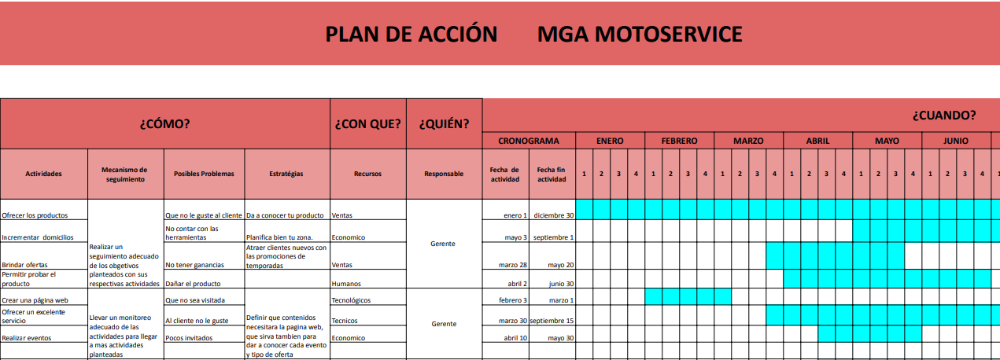 PLAN DE ACCIÓN MGA MOTOSERVICE
¿CÓMO? ¿CON QUE? ¿QUIÉN? ¿CUANDO?
CRONOGRAMA ENERO FEBRERO MARZO ABRIL MAYO JUNIO
Actividades Mecanismo de seguimiento Posibles Problemas Estratégias Recursos Responsable Fecha de actividad Fecha fin actividad 1 2 3 4 1 2 3 4 1 2 3 4 1 2 3 4 1 2 3 4 1 2 3 4
Ofrecer los productos
Realizar un
seguimiento adecuado
de los obgetivos
planteados con sus
respectivas actividades
Que no le guste al cliente
Da a conocer tu producto
Ventas
Gerente
enero 1
diciembre 30
Incrementar domicilios
No contar con las
herramientas
Planifica bien tu zona.
Economico
mayo 3
septiembre 1
Brindar ofertas
No tener ganancias
Atraer clientes nuevos con
las promociones de
temporadas
Ventas
marzo 28
mayo 20
Permitir probar el
producto
Dañar el producto
Humanos
abril 2
junio 30
Crear una página web
Llevar un monitoreo
adecuado de las
actividades para llegar
a mas actividades
planteadas
Que no sea visitada
Definir que contenidos
necesitara la pagina web,
que sirva tambien para
dar a conocer cada evento
y tipo de oferta
Tecnológicos
Gerente
febrero 3
marzo 1
Ofrecer un excelente
servicio
Al cliente no le guste
Tecnicos
marzo 30
septiembre 15
Realizar eventos
Pocos invitados
Economico
abril 10
mayo 30